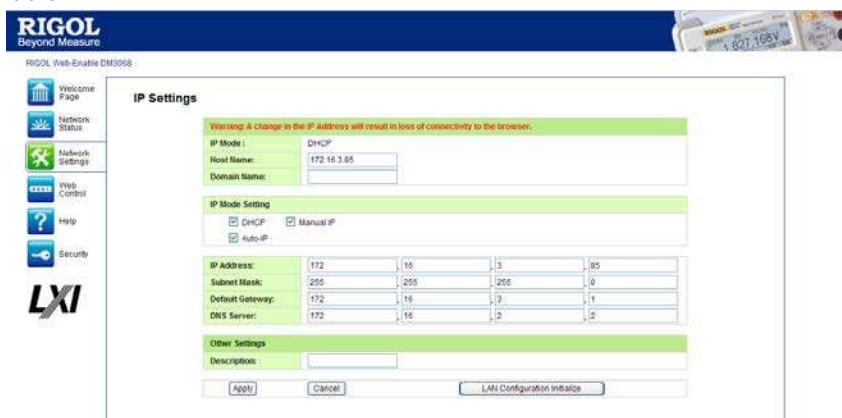 RIGOL
Beyond Measure
RIGOL Web-Enable DM3068
Welcome Page
Network Status
Network Settings
Web Control
Help
Security
LXI
IP Settings
Warning: A change in the IP Address will result in loss of connectivity to the browser.
IP Mode : DHCP
Host Name: 172.16.3.85
Domain Name:
IP Mode Setting
DHCP Manual IP
Auto-IP
IP Address: 172 . 16 . 3 . 85
Subnet Mask: 255 . 255 . 255 . 0
Default Gateway: 172 . 16 . 3 . 1
DNS Server: 172 . 16 . 2 . 2
Other Settings
Description:
Apply Cancel LAN Configuration Initialize